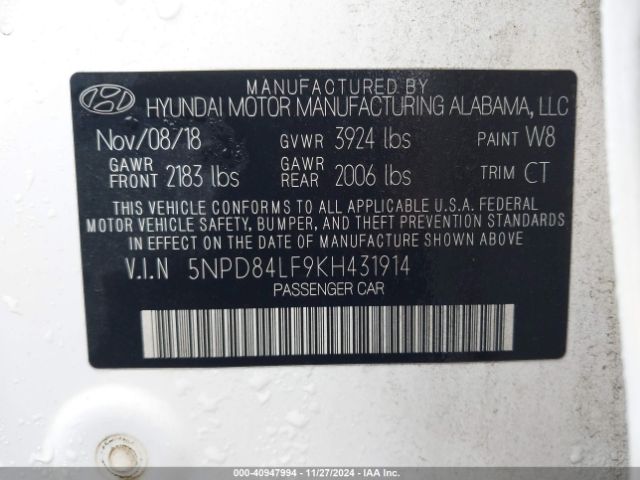 MANUFACTURED BY
HYUNDAI MOTOR MANUFACTURING ALABAMA, LLC
Nov/08/18 GVWR 3924 lbs PAINT W8
GAWR FRONT 2183 lbs GAWR REAR 2006 lbs TRIM CT
THIS VEHICLE CONFORMS TO ALL APPLICABLE U.S.A. FEDERAL
MOTOR VEHICLE SAFETY, BUMPER, AND THEFT PREVENTION STANDARDS
IN EFFECT ON THE DATE OF MANUFACTURE SHOWN ABOVE
V.I.N 5NPD84LF9KH431914
PASSENGER CAR
000-40947994 | 11/27/2024 | IAAI.COM